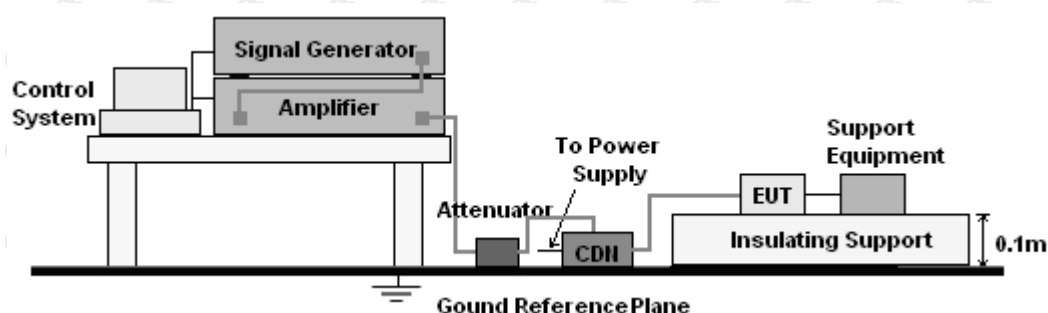 Signal Generator
Control
System
Amplifier
To Power
Supply
Support
Equipment
Attenuator
EUT
CDN
Insulating Support
0.1m
Gound Reference Plane